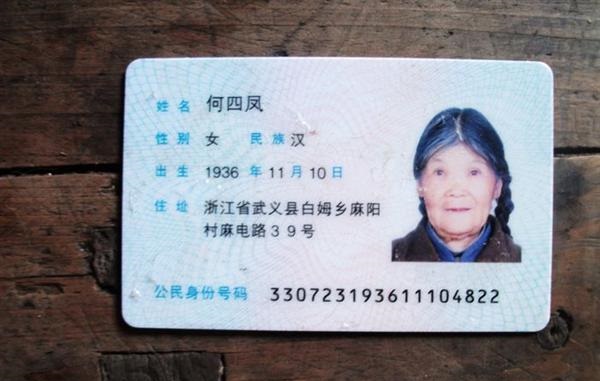 姓名 何四凤
性别 女 民族 汉
出生 1936 年 11 月 10 日
住址 浙江省武义县白姆乡麻阳
村麻电路39号
公民身份号码 330723193611104822